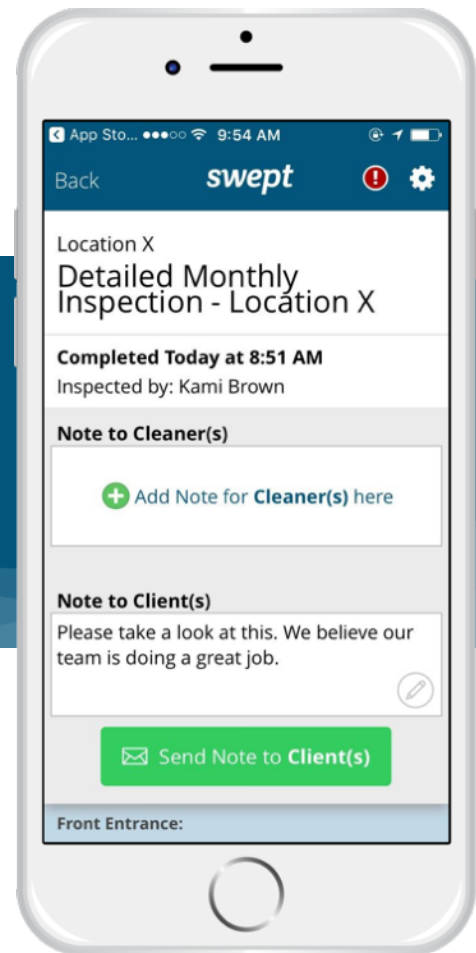 App Sto... 9:54 AM
Back swept
Location X
Detailed Monthly
Inspection - Location X
Completed Today at 8:51 AM
Inspected by: Kami Brown
Note to Cleaner(s)
Add Note for Cleaner(s) here
Note to Client(s)
Please take a look at this. We believe our
team is doing a great job.
Send Note to Client(s)
Front Entrance: